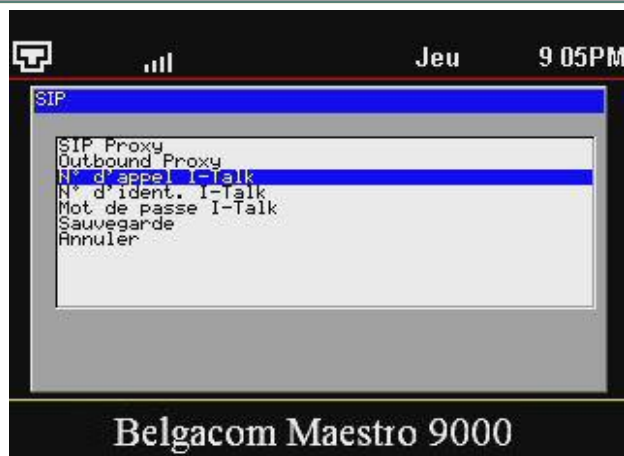 Jeu 9 05PM
SIP
SIP Proxy
Outbound Proxy
N° d'appel I-Talk
N° d'ident. I-Talk
Mot de passe I-Talk
Sauvegarde
Annuler
Belgacom Maestro 9000